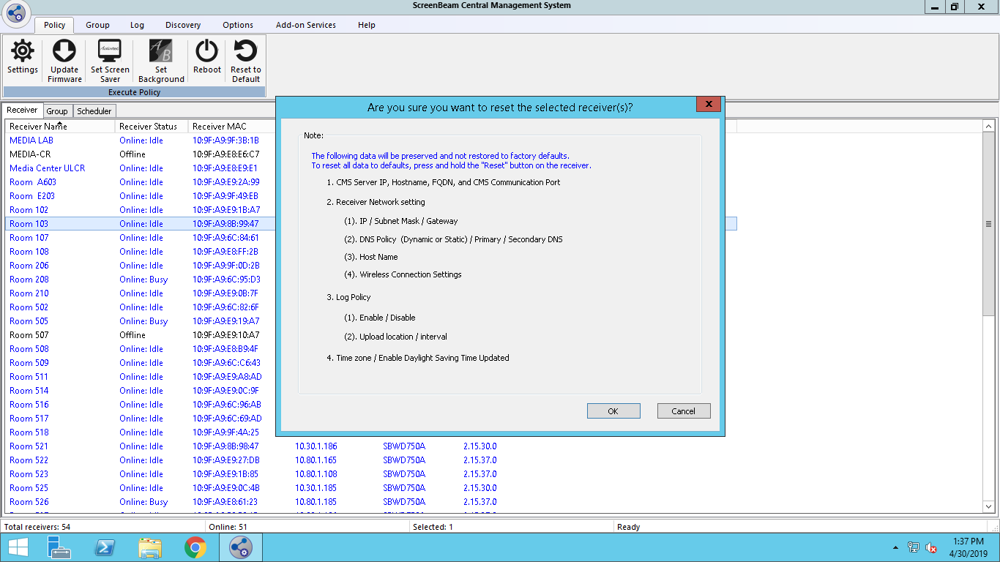 ScreenBeam Central Management System
Policy Group Log Discovery Options Add-on Services Help
Settings Update Firmware Set Screen Saver Set Background Reboot Reset to Default
Execute Policy
Receiver Group Scheduler
Receiver Name Receiver Status Receiver MAC
MEDIA LAB Online: Idle 10:9F:A9:9F:3B:1B
MEDIA-CR Offline 10:9F:A9:E8:E6:C7
Media Center ULCR Online: Idle 10:9F:A9:E8:E9:E1
Room A603 Online: Idle 10:9F:A9:E9:2A:99
Room E203 Online: Idle 10:9F:A9:9F:49:EB
Room 102 Online: Idle 10:9F:A9:E9:1B:A7
Room 103 Online: Idle 10:9F:A9:8B:99:47
Room 107 Online: Idle 10:9F:A9:6C:84:61
Room 108 Online: Idle 10:9F:A9:E8:FF:2B
Room 206 Online: Idle 10:9F:A9:9F:0D:2B
Room 208 Online: Busy 10:9F:A9:6C:95:D3
Room 210 Online: Idle 10:9F:A9:E9:0B:7F
Room 502 Online: Idle 10:9F:A9:6C:82:6F
Room 505 Online: Busy 10:9F:A9:E9:19:A7
Room 507 Offline 10:9F:A9:E9:10:A7
Room 508 Online: Idle 10:9F:A9:E8:B9:4F
Room 509 Online: Idle 10:9F:A9:6C:C6:43
Room 511 Online: Idle 10:9F:A9:E9:A8:AD
Room 514 Online: Idle 10:9F:A9:E9:0C:9F
Room 516 Online: Idle 10:9F:A9:6C:96:AB
Room 517 Online: Idle 10:9F:A9:6C:69:AD
Room 518 Online: Idle 10:9F:A9:9F:4A:25
Room 521 Online: Idle 10:9F:A9:8B:98:47 10.30.1.186 SBWD750A 2.15.30.0
Room 522 Online: Idle 10:9F:A9:E9:27:DB 10.80.1.165 SBWD750A 2.15.37.0
Room 523 Online: Idle 10:9F:A9:E9:1B:85 10.80.1.108 SBWD750A 2.15.37.0
Room 525 Online: Idle 10:9F:A9:E9:0C:4B 10.30.1.185 SBWD750A 2.15.30.0
Room 526 Online: Busy 10:9F:A9:E8:61:23 10.80.1.185 SBWD750A 2.15.37.0
Are you sure you want to reset the selected receiver(s)?
Note:
The following data will be preserved and not restored to factory defaults.
To reset all data to defaults, press and hold the "Reset" button on the receiver.
1. CMS Server IP, Hostname, FQDN, and CMS Communication Port
2. Receiver Network setting
(1). IP / Subnet Mask / Gateway
(2). DNS Policy (Dynamic or Static) / Primary / Secondary DNS
(3). Host Name
(4). Wireless Connection Settings
3. Log Policy
(1). Enable / Disable
(2). Upload location / interval
4. Time zone / Enable Daylight Saving Time Updated
OK Cancel
Total receivers: 54 Online: 51 Selected: 1 Ready
1:37 PM
4/30/2019